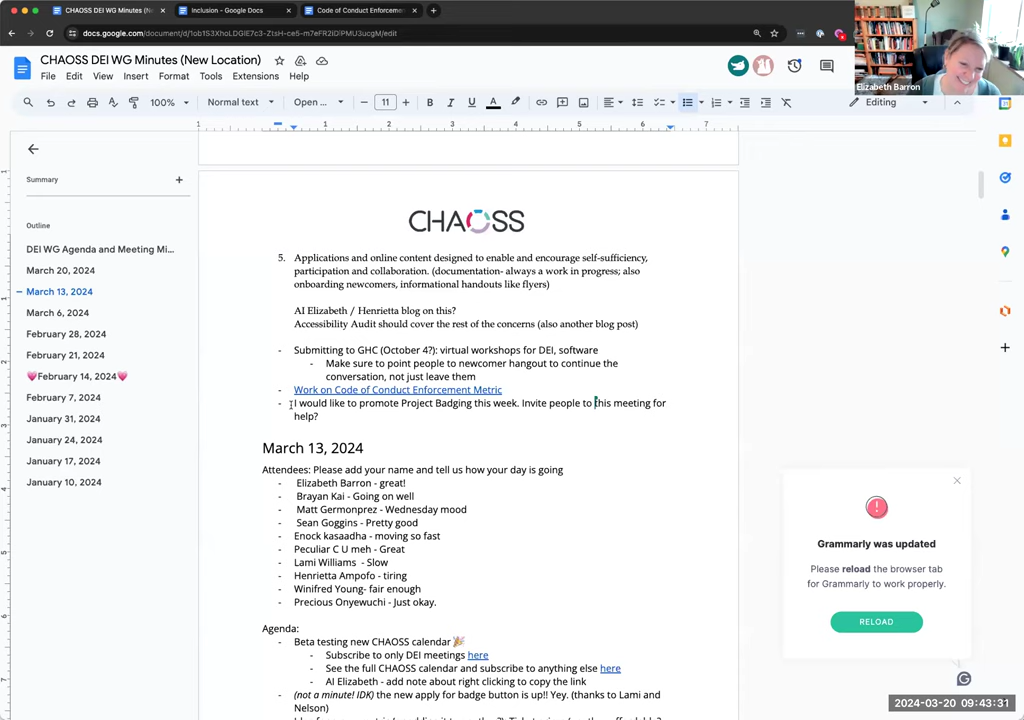 CHAOSS DEI WG Minutes (N
Inclusion - Google Docs
Code of Conduct Enforcemen
docs.google.com/document/d/
CHAOSS DEI WG Minutes (New Location)
File Edit View Insert Format Tools Extensions Help
100% Normal text Open ... 11 Editing
Elizabeth Barron
1 1 2 3 4 5 6 7
Summary
Outline
DEI WG Agenda and Meeting Mi...
March 20, 2024
March 13, 2024
March 6, 2024
February 28, 2024
February 21, 2024
💗February 14, 2024💗
February 7, 2024
January 31, 2024
January 24, 2024
January 17, 2024
January 10, 2024
CHAOSS
5. Applications and online content designed to enable and encourage self-sufficiency,
participation and collaboration. (documentation- always a work in progress; also
onboarding newcomers, informational handouts like flyers)
AI Elizabeth / Henrietta blog on this?
Accessibility Audit should cover the rest of the concerns (also another blog post)
- Submitting to GHC (October 4?): virtual workshops for DEI, software
- Make sure to point people to newcomer hangout to continue the
conversation, not just leave them
- Work on Code of Conduct Enforcement Metric
- I would like to promote Project Badging this week. Invite people to this meeting for
help?
March 13, 2024
Attendees: Please add your name and tell us how your day is going
- Elizabeth Barron - great!
- Brayan Kai - Going on well
- Matt Germonprez - Wednesday mood
- Sean Goggins - Pretty good
- Enock kasaadha - moving so fast
- Peculiar C U meh - Great
- Lami Williams - Slow
- Henrietta Ampofo - tiring
- Winifred Young- fair enough
- Precious Onyewuchi - Just okay.
Agenda:
- Beta testing new CHAOSS calendar 🎉
- Subscribe to only DEI meetings here
- See the full CHAOSS calendar and subscribe to anything else here
- AI Elizabeth - add note about right clicking to copy the link
- (not a minute! IDK) the new apply for badge button is up!! Yey. (thanks to Lami and
Nelson)
Grammarly was updated
Please reload the browser tab
for Grammarly to work properly.
RELOAD
2024-03-20 09:43:31